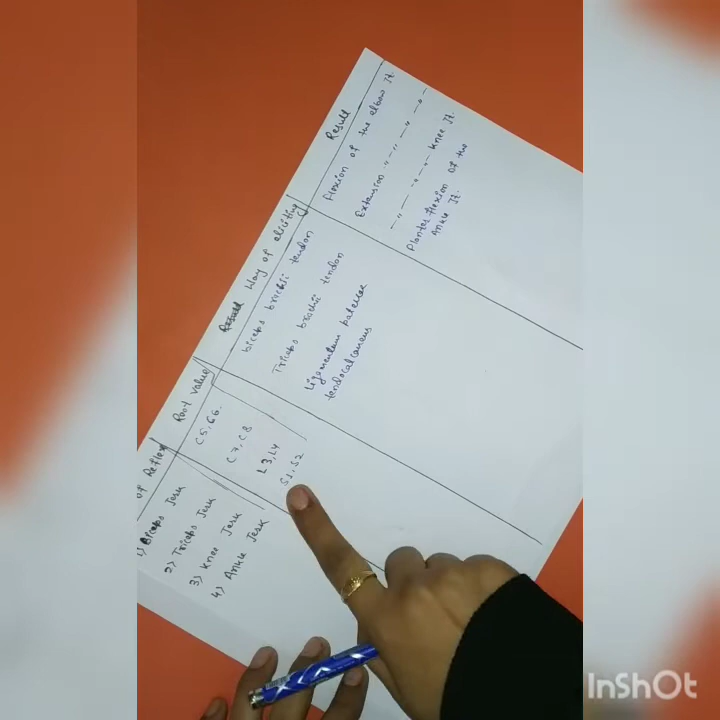 of Reflex Root Value Way of eliciting Result
1) Biceps Jerk C5, C6. biceps brachii tendon flexion of the elbow Jt.
2) Triceps Jerk C7, C8 Triceps brachii tendon Extension -"-"-"-
3) Knee Jerk L3, L4 Ligamentum patellae -"- -"-"- Knee Jt.
4) Ankle Jerk S1, S2 tendocalcaneus Planter flexion of the
Ankle Jt.
InShOt